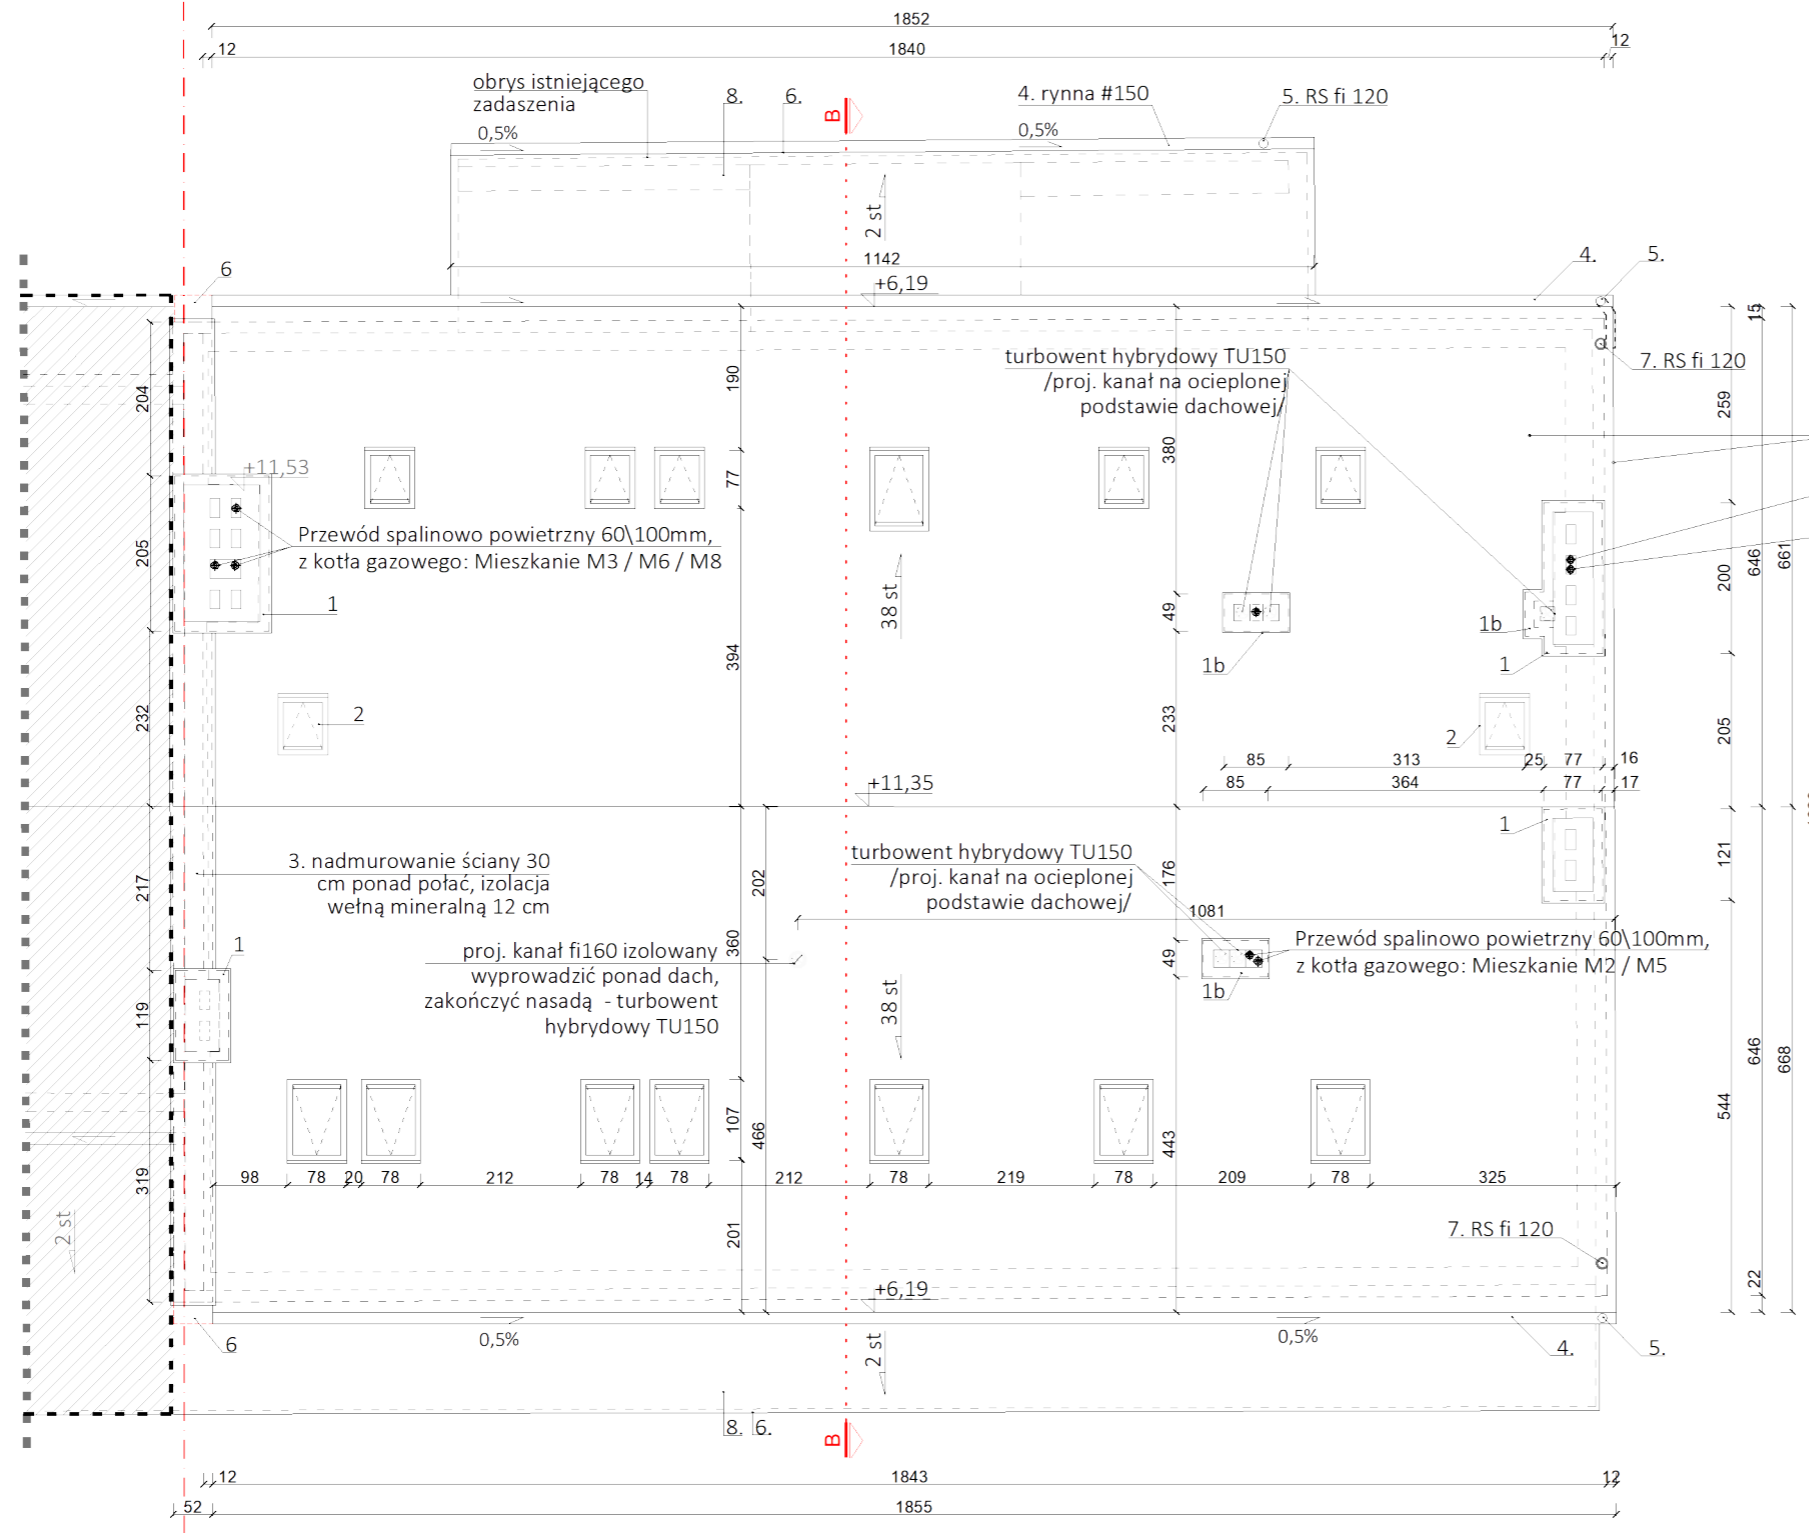 1852
12
1840
12
obrys istniejącego
zadaszenia
8.
6.
B
4. rynna #150
5. RS fi 120
0,5%
0,5%
2 st
1142
+6,19
6
4.
5.
15
204
190
380
turbowent hybrydowy TU150
/proj. kanał na ocieplonej
podstawie dachowej/
7. RS fi 120
259
+11,53
77
Przewód spalinowo powietrzny 60\100mm,
z kotła gazowego: Mieszkanie M3 / M6 / M8
205
1
38 st
49
1b
1b
1
200
646
661
394
232
2
233
2
205
85
313
25
77
16
85
364
77
17
+11,35
1
3. nadmurowanie ściany 30
cm ponad połać, izolacja
wełną mineralną 12 cm
217
202
turbowent hybrydowy TU150
/proj. kanał na ocieplonej
podstawie dachowej/
176
121
1081
1
proj. kanał fi160 izolowany
wyprowadzić ponad dach,
zakończyć nasadą - turbowent
hybrydowy TU150
360
49
Przewód spalinowo powietrzny 60\100mm,
z kotła gazowego: Mieszkanie M2 / M5
1b
38 st
119
107
466
443
544
646
668
319
98
78
20
78
212
78
14
78
212
78
219
78
209
78
325
2 st
201
7. RS fi 120
22
+6,19
6
0,5%
2 st
0,5%
4.
5.
8.
6.
B
12
1843
12
52
1855